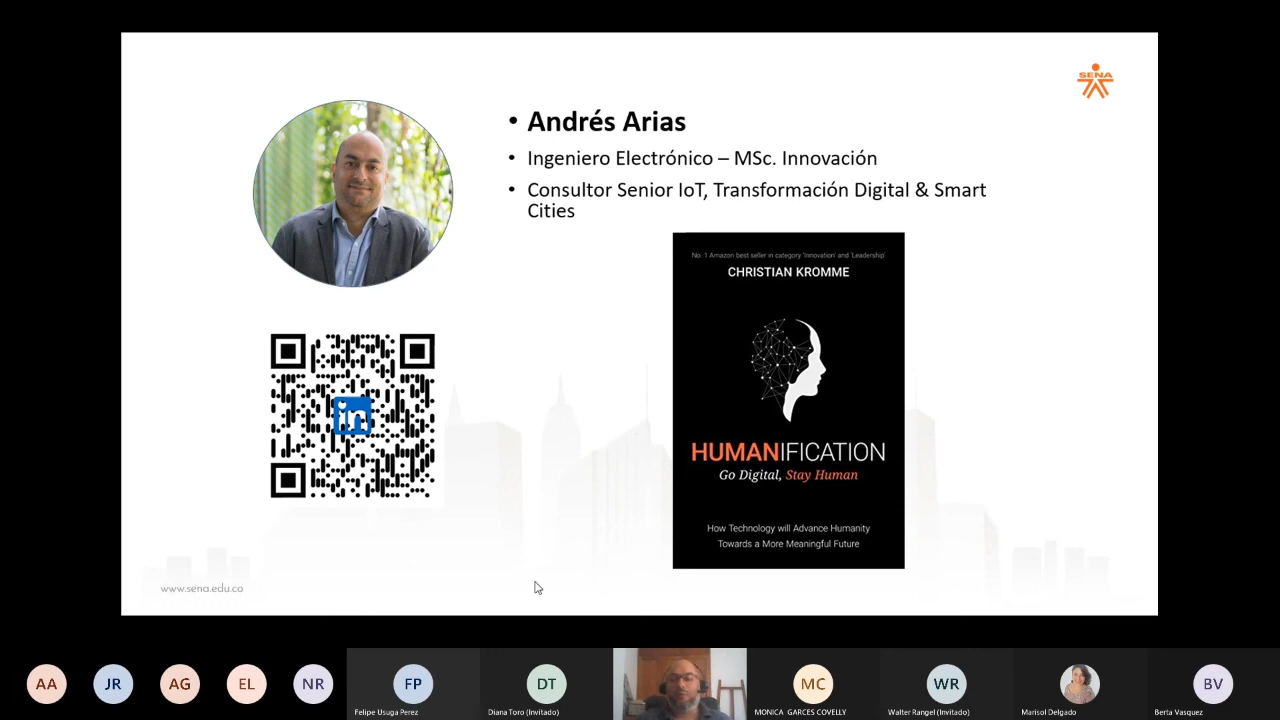 SENA
Andrés Arias
Ingeniero Electrónico – MSc. Innovación
Consultor Senior IoT, Transformación Digital & Smart
Cities
No. 1 Amazon best seller in category 'Innovation' and 'Leadership'
CHRISTIAN KROMME
HUMANIFICATION
Go Digital, Stay Human
How Technology will Advance Humanity
Towards a More Meaningful Future
in
www.sena.edu.co
AA
JR
AG
EL
NR
FP
Felipe Usuga Perez
DT
Diana Toro (Invitado)
MC
MONICA GARCES COVELLY
WR
Walter Rangel (Invitado)
Marisol Delgado
BV
Berta Vasquez